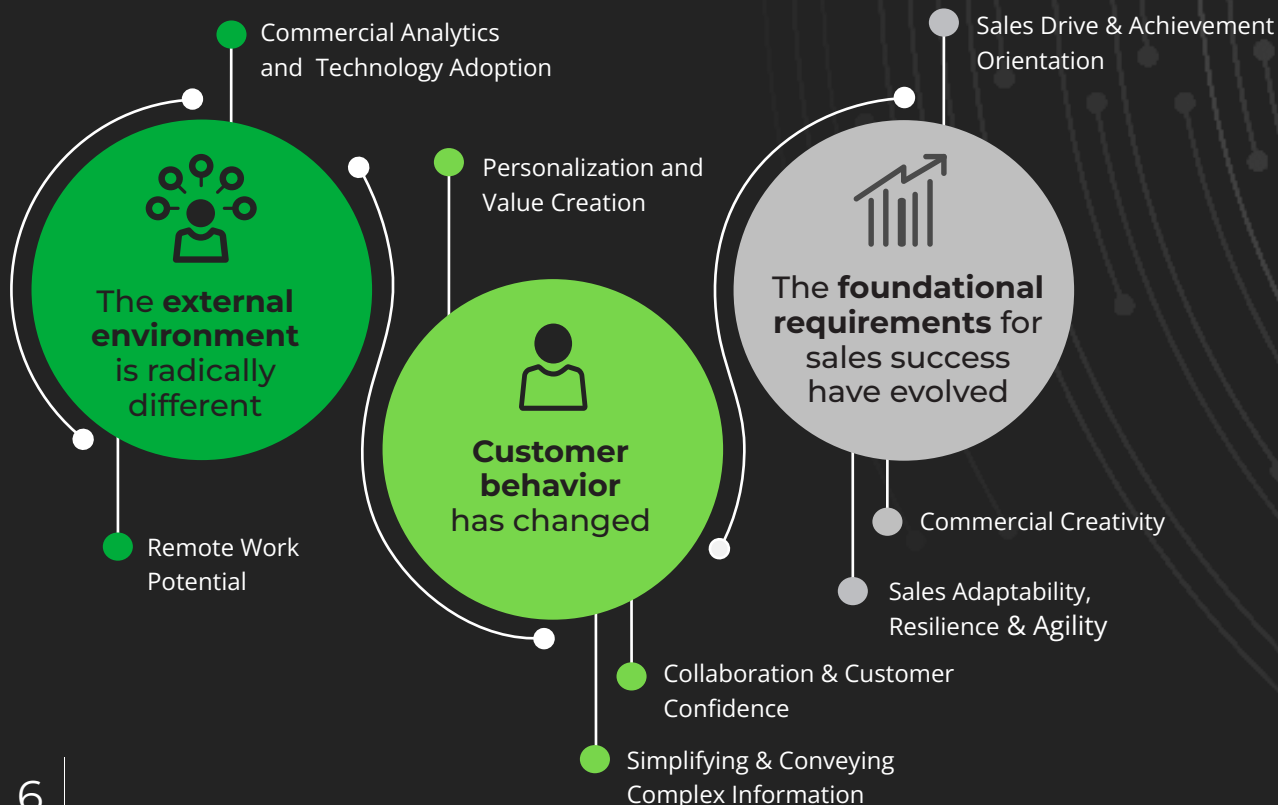 Commercial Analytics
and Technology Adoption
The external
environment
is radically
different
Remote Work
Potential
Personalization and
Value Creation
Customer
behavior
has changed
Collaboration & Customer
Confidence
Simplifying & Conveying
Complex Information
Sales Drive & Achievement
Orientation
The foundational
requirements for
sales success
have evolved
Commercial Creativity
Sales Adaptability,
Resilience & Agility
6